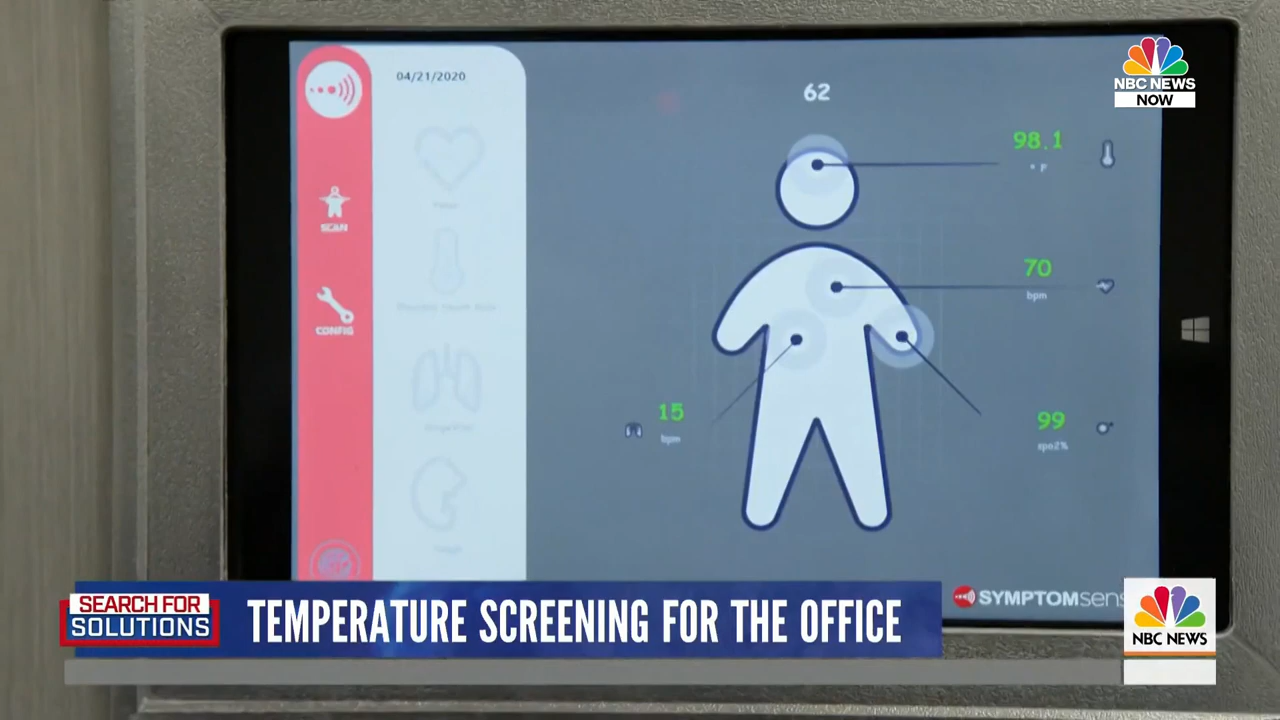 04/21/2020
62
NBC NEWS
NOW
98.1
° F
SCAN
70
bpm
CONFIG
15
bpm
99
spo2%
SYMPTOMsens
SEARCH FOR
SOLUTIONS
TEMPERATURE SCREENING FOR THE OFFICE
NBC NEWS